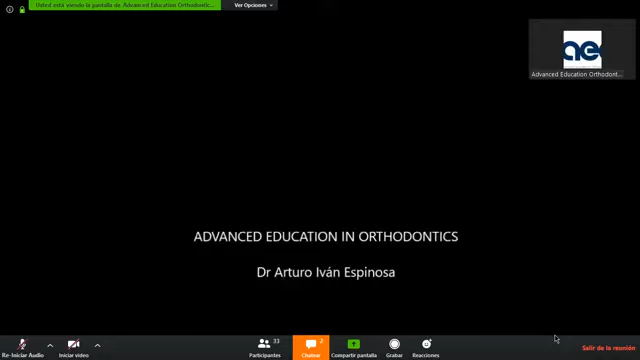 Usted está viendo la pantalla de Advanced Education Orthodontic...
Ver Opciones
ae
Advanced Education Orthodont...
ADVANCED EDUCATION IN ORTHODONTICS
Dr Arturo Iván Espinosa
33
2
Re-Iniciar Audio
Iniciar video
Participantes
Chatear
Compartir pantalla
Grabar
Reacciones
Salir de la reunión